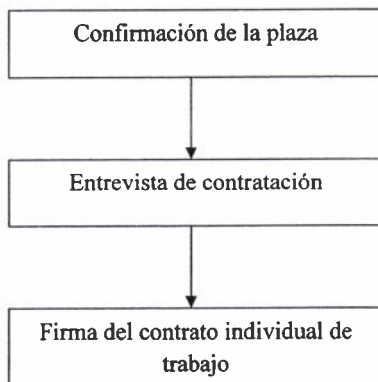 Confirmación de la plaza
Entrevista de contratación
Firma del contrato individual de
trabajo